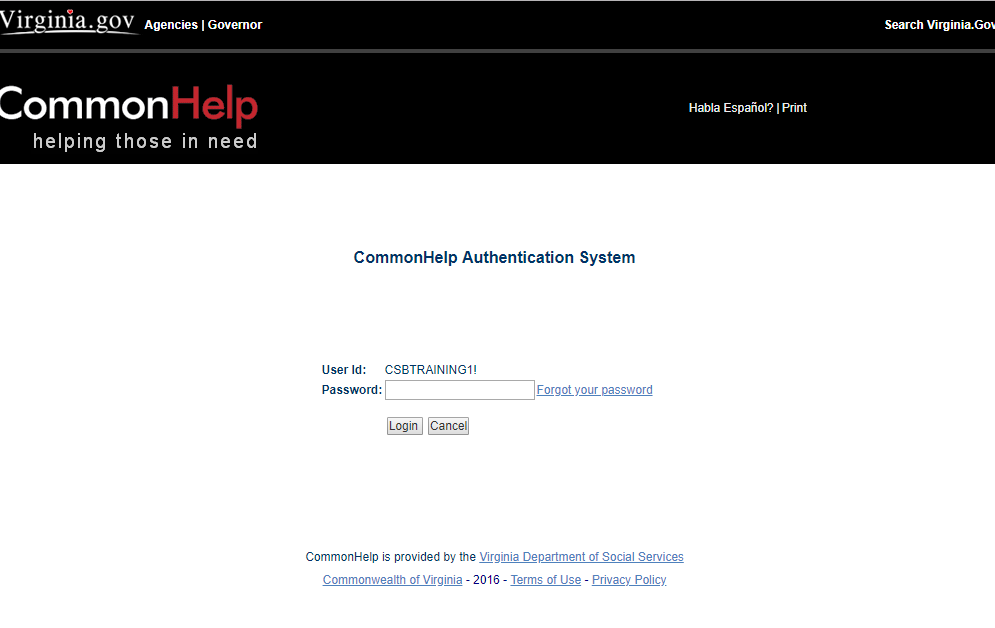 Virginia.gov Agencies | Governor Search Virginia.Gov
CommonHelp Habla Español? | Print
helping those in need
CommonHelp Authentication System
User Id: CSBTRAINING1!
Password: Forgot your password
Login Cancel
CommonHelp is provided by the Virginia Department of Social Services
Commonwealth of Virginia - 2016 - Terms of Use - Privacy Policy